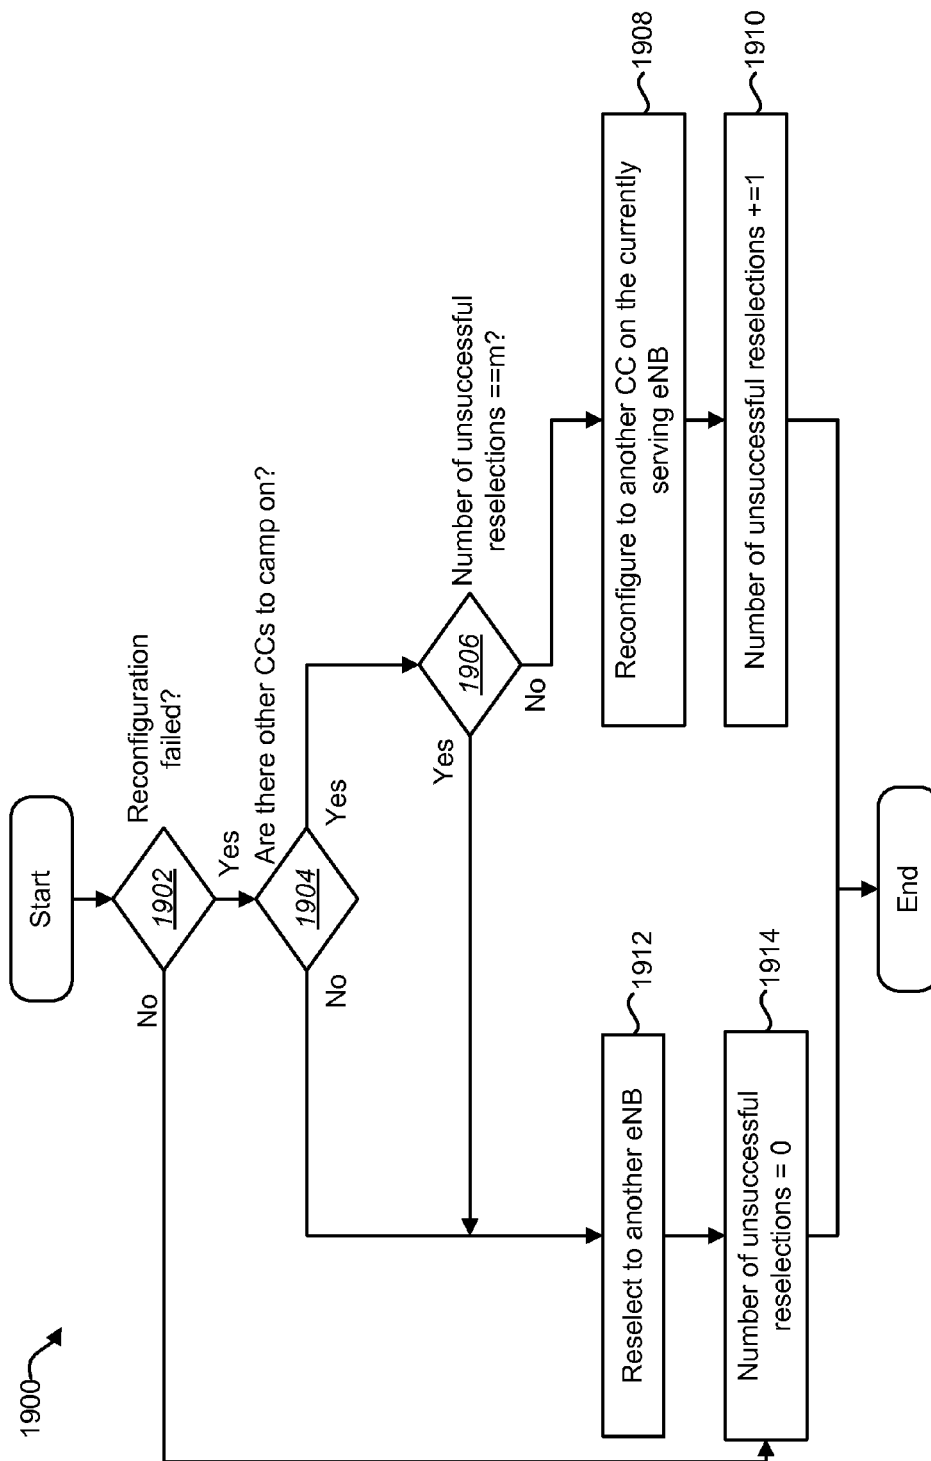 1900
Start
Reconfiguration
failed?
1902
No
Yes
Are there other CCs to camp on?
1904
No
Yes
Number of unsuccessful
reselections ==m?
1906
Yes
No
Reconfigure to another CC on the currently
serving eNB
1908
Number of unsuccessful reselections +=1
1910
Reselect to another eNB
1912
Number of unsuccessful
reselections = 0
1914
End